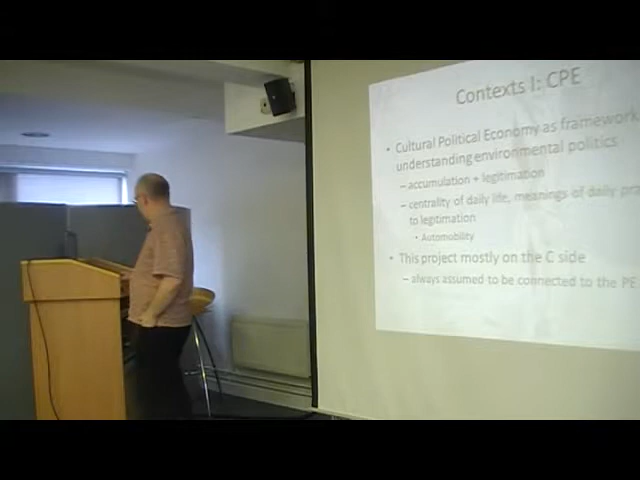 Contexts I: CPE
• Cultural Political Economy as framework
understanding environmental politics
– accumulation + legitimation
– centrality of daily life, meanings of daily
to legitimation
• Automobility
• This project mostly on the C side
– always assumed to be connected to the PE